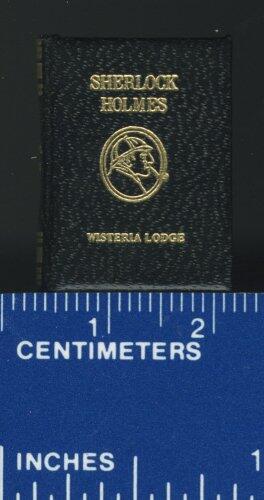 SHERLOCK
HOLMES
WISTERIA LODGE
1 2
CENTIMETERS
INCHES 1